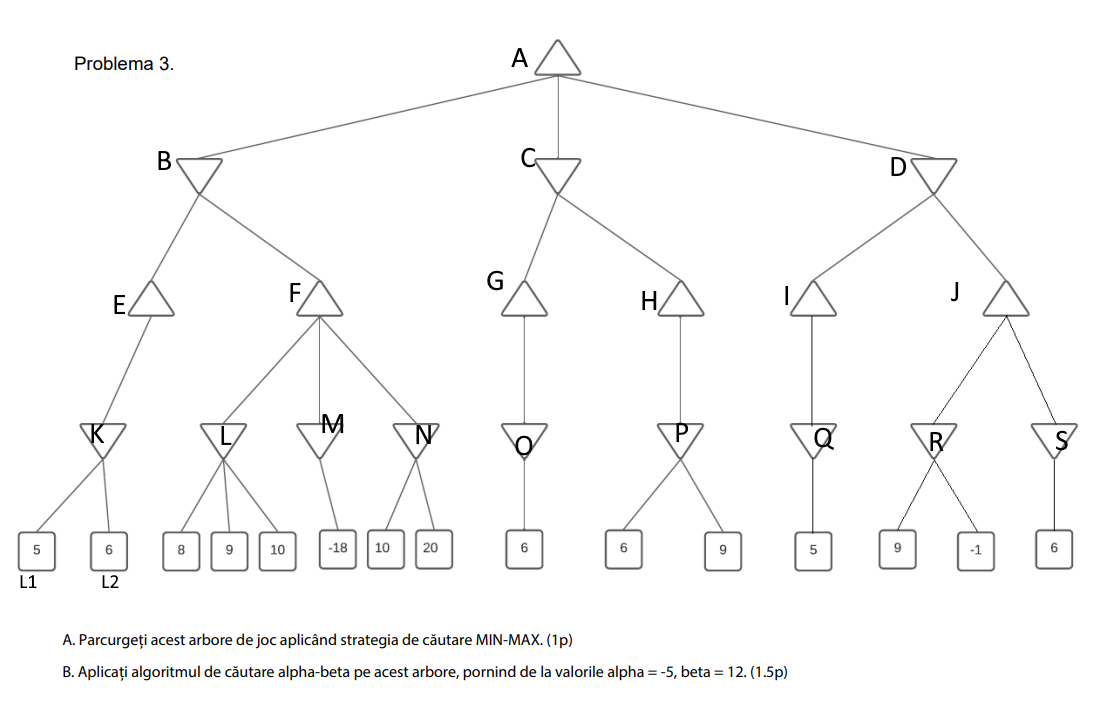 A
Problema 3.
B
C
D
E
F
G
H
I
J
K
L
M
N
O
P
Q
R
S
5
6
8
9
10
-18
10
20
6
6
9
5
9
-1
6
L1
L2
A. Parcurgeți acest arbore de joc aplicând strategia de căutare MIN-MAX. (1p)
B. Aplicați algoritmul de căutare alpha-beta pe acest arbore, pornind de la valorile alpha = -5, beta = 12. (1.5p)